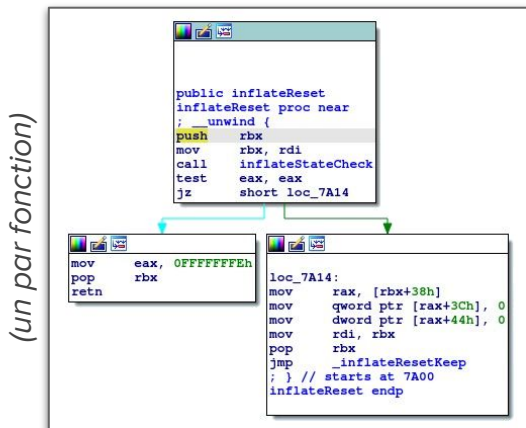 (un par fonction)
public inflateReset
inflateReset proc near
; __unwind {
push rbx
mov rbx, rdi
call inflateStateCheck
test eax, eax
jz short loc_7A14
mov eax, 0FFFFFFFEh
pop rbx
retn
loc_7A14:
mov rax, [rbx+38h]
mov qword ptr [rax+3Ch], 0
mov dword ptr [rax+44h], 0
mov rdi, rbx
pop rbx
jmp _inflateResetKeep
; } // starts at 7A00
inflateReset endp